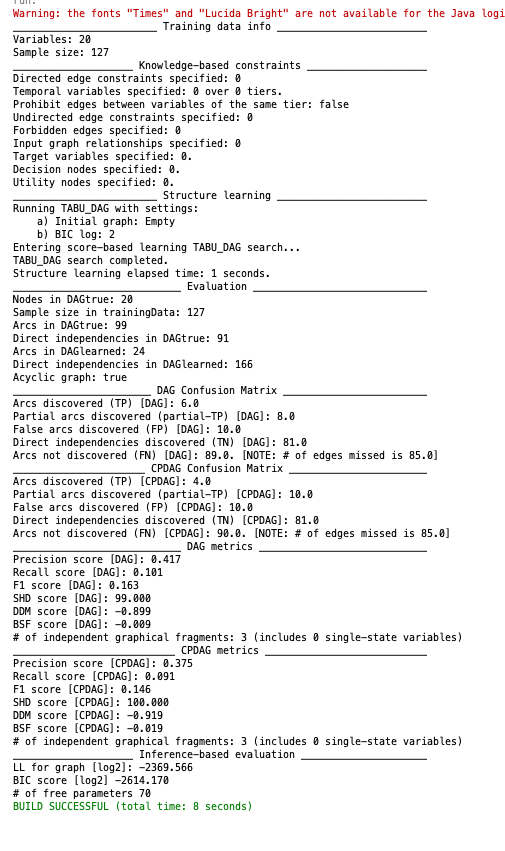 run:
Warning: the fonts "Times" and "Lucida Bright" are not available for the Java logi
________________________ Training data info _________________________
Variables: 20
Sample size: 127
____________________ Knowledge-based constraints ____________________
Directed edge constraints specified: 0
Temporal variables specified: 0 over 0 tiers.
Prohibit edges between variables of the same tier: false
Undirected edge constraints specified: 0
Forbidden edges specified: 0
Input graph relationships specified: 0
Target variables specified: 0.
Decision nodes specified: 0.
Utility nodes specified: 0.
________________________ Structure learning _________________________
Running TABU_DAG with settings:
    a) Initial graph: Empty
    b) BIC log: 2
Entering score-based learning TABU_DAG search...
TABU_DAG search completed.
Structure learning elapsed time: 1 seconds.
____________________________ Evaluation _____________________________
Nodes in DAGtrue: 20
Sample size in trainingData: 127
Arcs in DAGtrue: 99
Direct independencies in DAGtrue: 91
Arcs in DAGlearned: 24
Direct independencies in DAGlearned: 166
Acyclic graph: true
_______________________ DAG Confusion Matrix ________________________
Arcs discovered (TP) [DAG]: 6.0
Partial arcs discovered (partial-TP) [DAG]: 8.0
False arcs discovered (FP) [DAG]: 10.0
Direct independencies discovered (TN) [DAG]: 81.0
Arcs not discovered (FN) [DAG]: 89.0. [NOTE: # of edges missed is 85.0]
______________________ CPDAG Confusion Matrix _______________________
Arcs discovered (TP) [CPDAG]: 4.0
Partial arcs discovered (partial-TP) [CPDAG]: 10.0
False arcs discovered (FP) [CPDAG]: 10.0
Direct independencies discovered (TN) [CPDAG]: 81.0
Arcs not discovered (FN) [CPDAG]: 90.0. [NOTE: # of edges missed is 85.0]
____________________________ DAG metrics ____________________________
Precision score [DAG]: 0.417
Recall score [DAG]: 0.101
F1 score [DAG]: 0.163
SHD score [DAG]: 99.000
DDM score [DAG]: -0.899
BSF score [DAG]: -0.009
# of independent graphical fragments: 3 (includes 0 single-state variables)
___________________________ CPDAG metrics ___________________________
Precision score [CPDAG]: 0.375
Recall score [CPDAG]: 0.091
F1 score [CPDAG]: 0.146
SHD score [CPDAG]: 100.000
DDM score [CPDAG]: -0.919
BSF score [CPDAG]: -0.019
# of independent graphical fragments: 3 (includes 0 single-state variables)
____________________ Inference-based evaluation _____________________
LL for graph [log2]: -2369.566
BIC score [log2] -2614.170
# of free parameters 70
BUILD SUCCESSFUL (total time: 8 seconds)